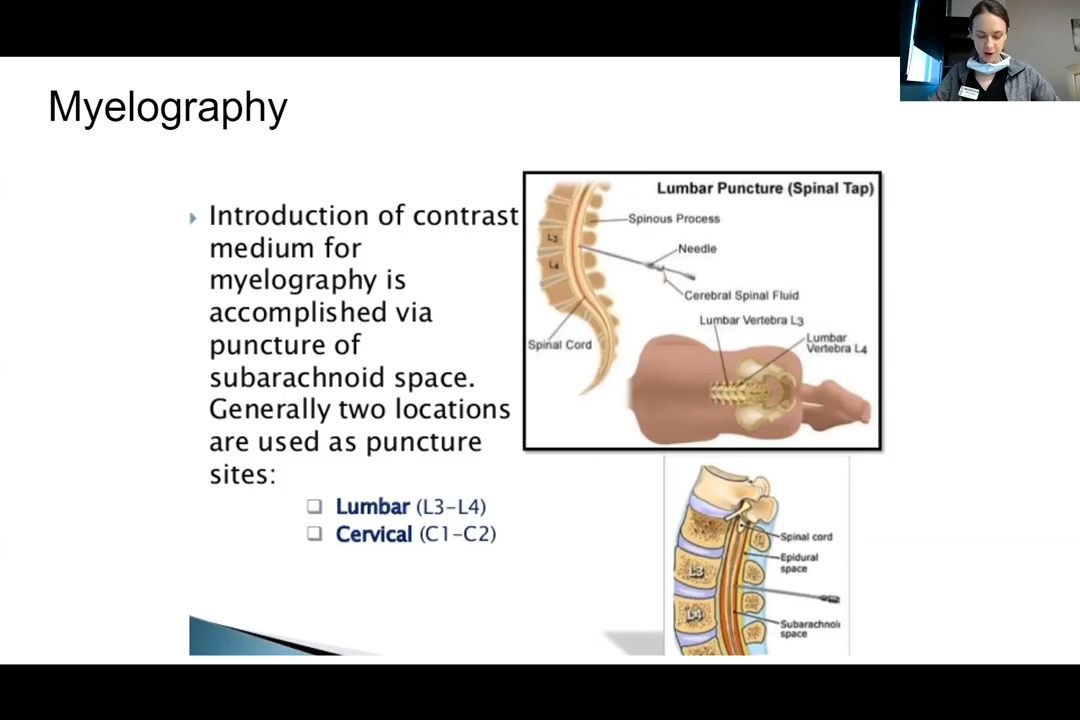 Myelography
Introduction of contrast
medium for
myelography is
accomplished via
puncture of
subarachnoid space.
Generally two locations
are used as puncture
sites:
Lumbar (L3-L4)
Cervical (C1-C2)
Lumbar Puncture (Spinal Tap)
Spinous Process
L3
Needle
L4
Cerebral Spinal Fluid
Lumbar Vertebra L3
Lumbar
Vertebra L4
Spinal Cord
Spinal cord
Epidural
space
L3
L4
Subarachnoi
space